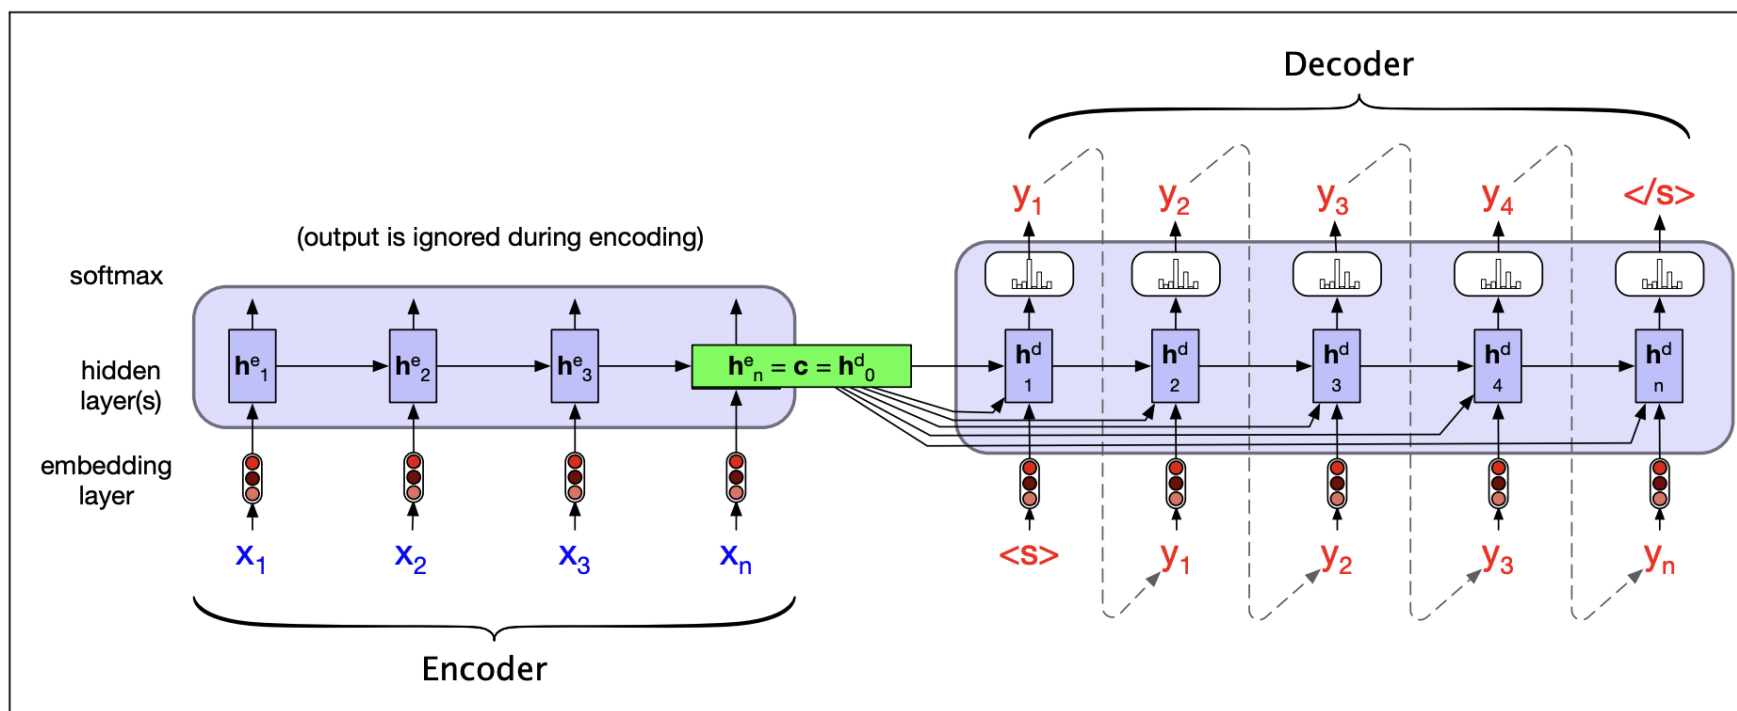 Decoder
y1 y2 y3 y4 </s>
(output is ignored during encoding)
softmax
hidden
layer(s)
he1 he2 he3 hen = c = hd0 hd1 hd2 hd3 hd4 hdn
embedding
layer
x1 x2 x3 xn <s> y1 y2 y3 yn
Encoder